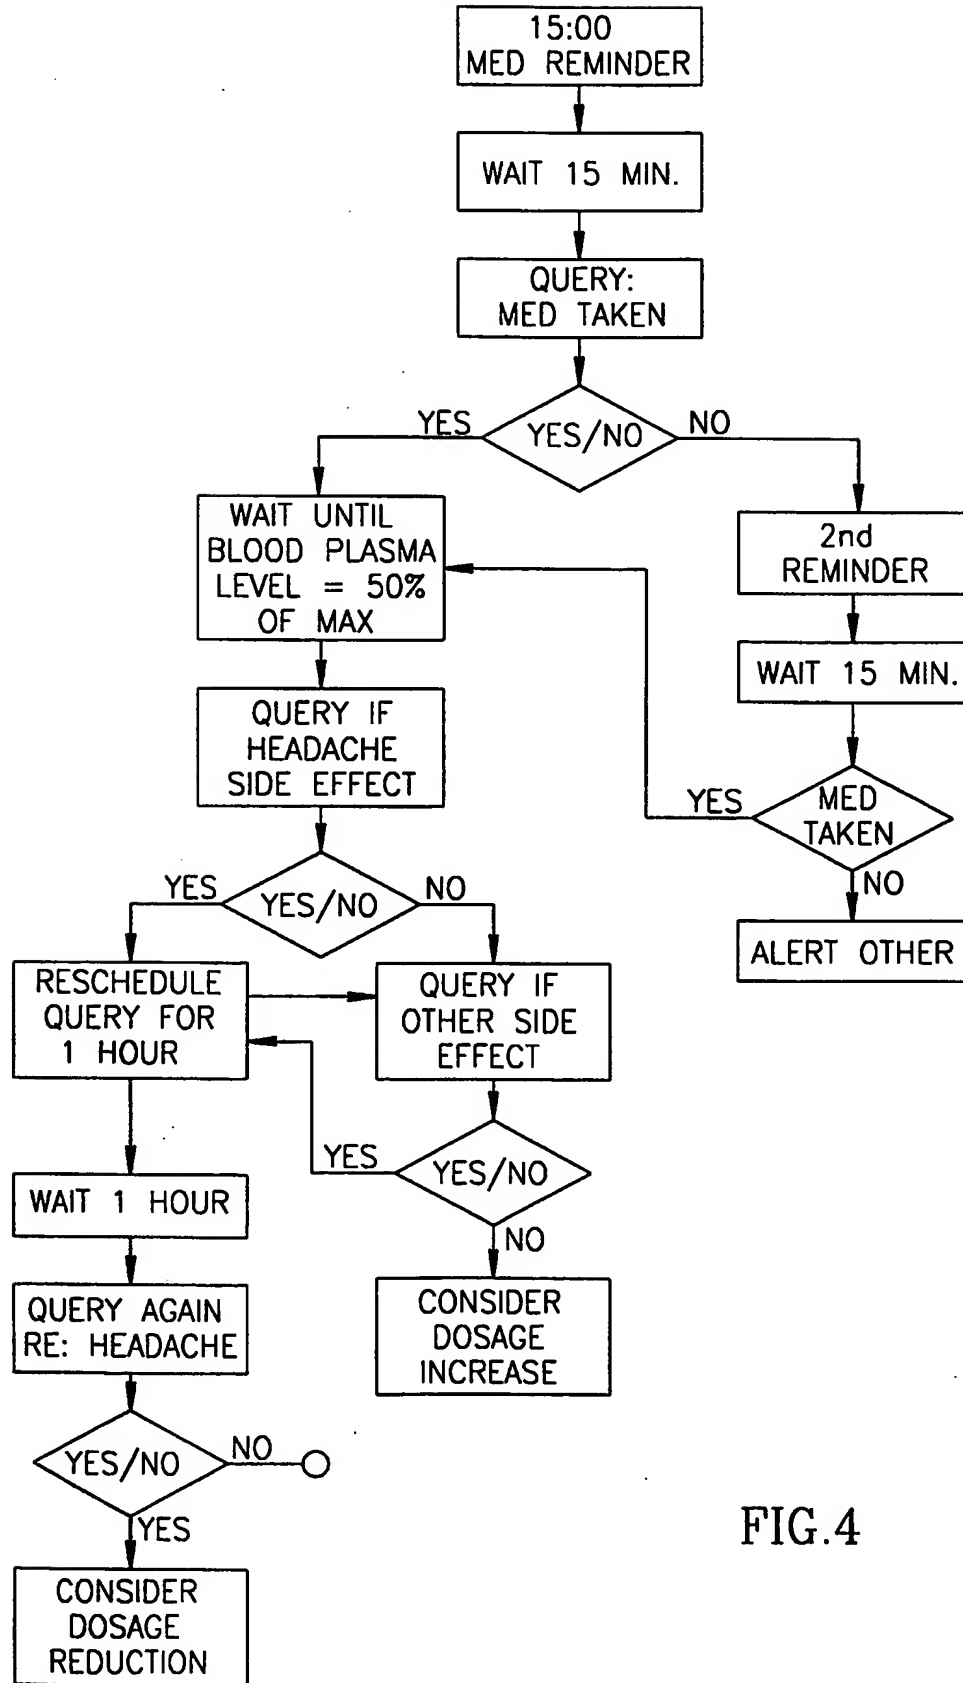 15:00
MED REMINDER
WAIT 15 MIN.
QUERY:
MED TAKEN
YES
YES/NO
NO
WAIT UNTIL
BLOOD PLASMA
LEVEL = 50%
OF MAX
2nd
REMINDER
WAIT 15 MIN.
QUERY IF
HEADACHE
SIDE EFFECT
YES
MED
TAKEN
NO
ALERT OTHER
YES
YES/NO
NO
RESCHEDULE
QUERY FOR
1 HOUR
QUERY IF
OTHER SIDE
EFFECT
YES
YES/NO
NO
WAIT 1 HOUR
CONSIDER
DOSAGE
INCREASE
QUERY AGAIN
RE: HEADACHE
YES/NO
NO
YES
CONSIDER
DOSAGE
REDUCTION
FIG.4